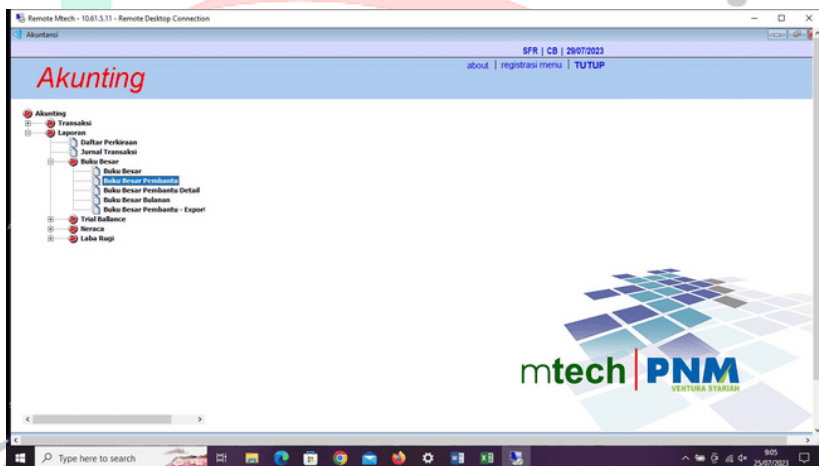 Remote Mtech - 10.61.5.11 - Remote Desktop Connection
Akuntansi
SFR | CB | 29/07/2023
about | registrasi menu | TUTUP
Akunting
Akunting
Transaksi
Laporan
Daftar Perkiraan
Jurnal Transaksi
Buku Besar
Buku Besar
Buku Besar Pembantu
Buku Besar Pembantu Detail
Buku Besar Bulanan
Buku Besar Pembantu - Export
Trial Ballance
Neraca
Laba Rugi
mtech PNM
VENTURA SYARIAH
Type here to search
9:05
25/07/2023